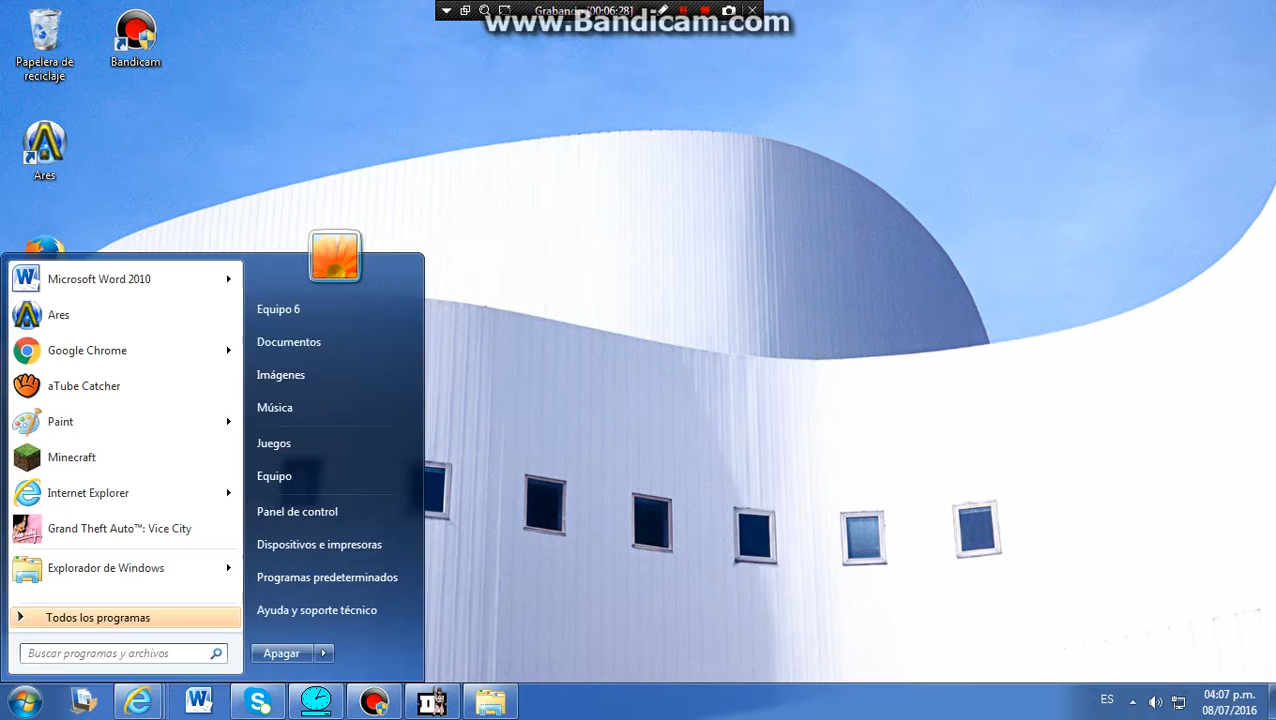 Grabando [00:06:28]
www.Bandicam.com
Papelera de
reciclaje
Bandicam
Ares
Microsoft Word 2010
Ares
Google Chrome
aTube Catcher
Paint
Minecraft
Internet Explorer
Grand Theft Auto™: Vice City
Explorador de Windows
Todos los programas
Buscar programas y archivos
Equipo 6
Documentos
Imágenes
Música
Juegos
Equipo
Panel de control
Dispositivos e impresoras
Programas predeterminados
Ayuda y soporte técnico
Apagar
ES
04:07 p.m.
08/07/2016